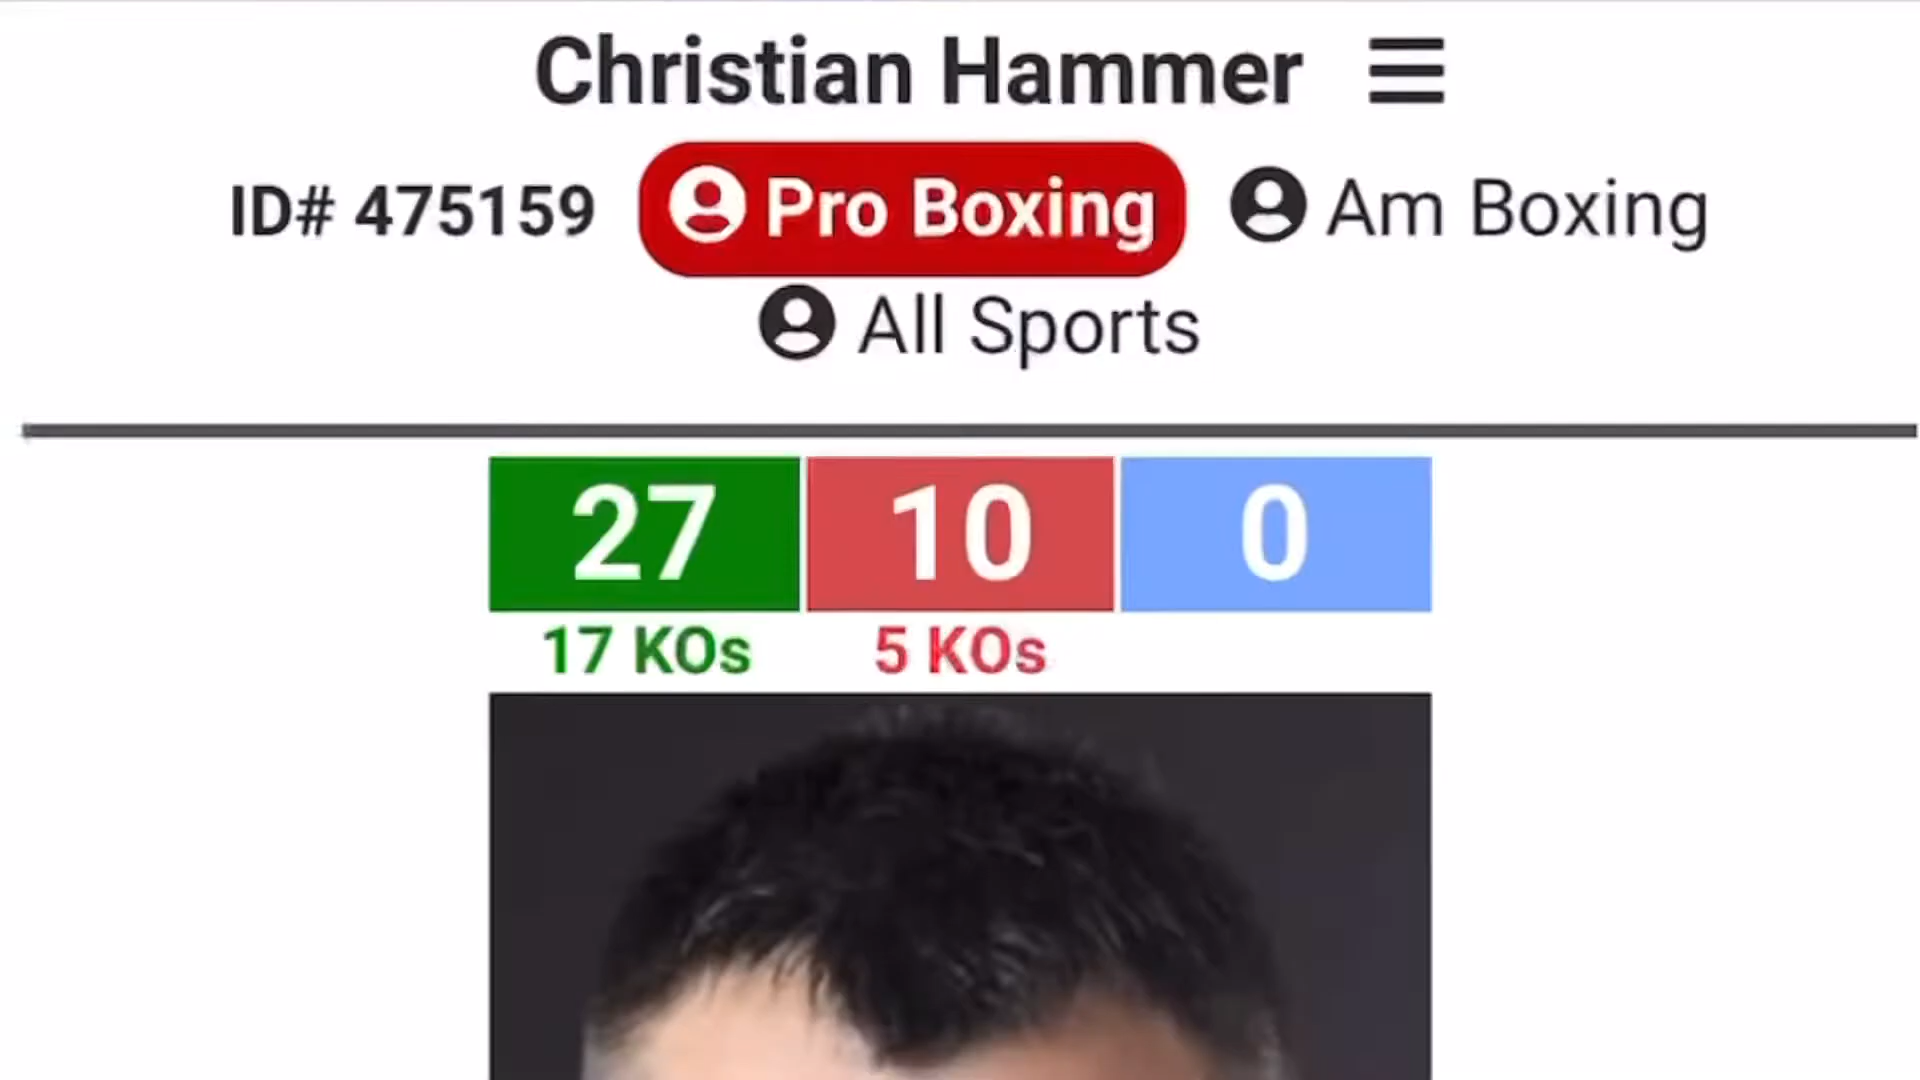 Christian Hammer
ID# 475159 Pro Boxing Am Boxing
All Sports
27 10 0
17 KOs 5 KOs